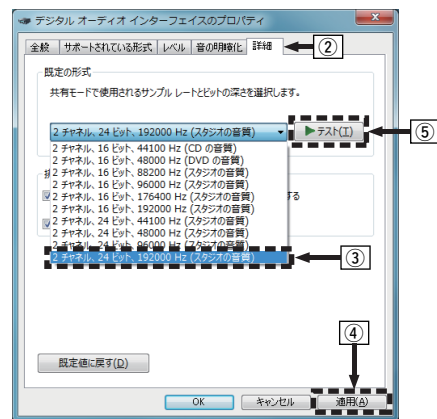 デジタル オーディオ インターフェイスのプロパティ
全般 サポートされている形式 レベル 音の明瞭化 詳細
②
既定の形式
共有モードで使用されるサンプル レートとビットの深さを選択します。
2 チャネル、24 ビット、192000 Hz (スタジオの音質)
▶テスト(T)
⑤
2 チャネル、16 ビット、44100 Hz (CD の音質)
2 チャネル、16 ビット、48000 Hz (DVD の音質)
2 チャネル、16 ビット、88200 Hz (スタジオの音質)
2 チャネル、16 ビット、96000 Hz (スタジオの音質)
2 チャネル、16 ビット、176400 Hz (スタジオの音質)
する
2 チャネル、16 ビット、192000 Hz (スタジオの音質)
2 チャネル、24 ビット、44100 Hz (スタジオの音質)
2 チャネル、24 ビット、48000 Hz (スタジオの音質)
2 チャネル、24 ビット、96000 Hz (スタジオの音質)
2 チャネル、24 ビット、192000 Hz (スタジオの音質)
③
④
既定値に戻す(D)
OK キャンセル 適用(A)